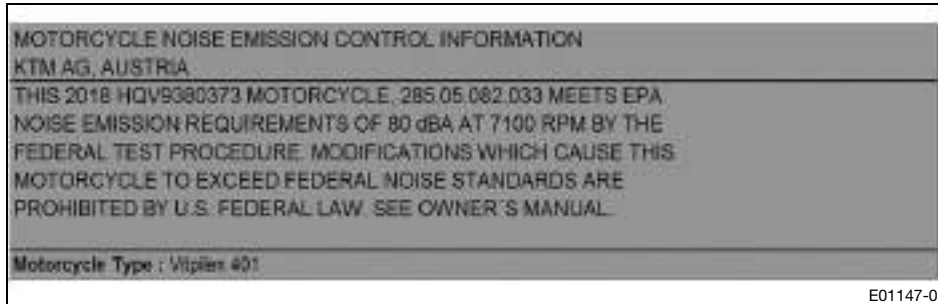 MOTORCYCLE NOISE EMISSION CONTROL INFORMATION
KTM AG, AUSTRIA
THIS 2018 HQV9380373 MOTORCYCLE, 285.05.082.033 MEETS EPA
NOISE EMISSION REQUIREMENTS OF 80 dBA AT 7100 RPM BY THE
FEDERAL TEST PROCEDURE. MODIFICATIONS WHICH CAUSE THIS
MOTORCYCLE TO EXCEED FEDERAL NOISE STANDARDS ARE
PROHIBITED BY U.S. FEDERAL LAW. SEE OWNER´S MANUAL.
Motorcycle Type : Vitpilen 401
E01147-0